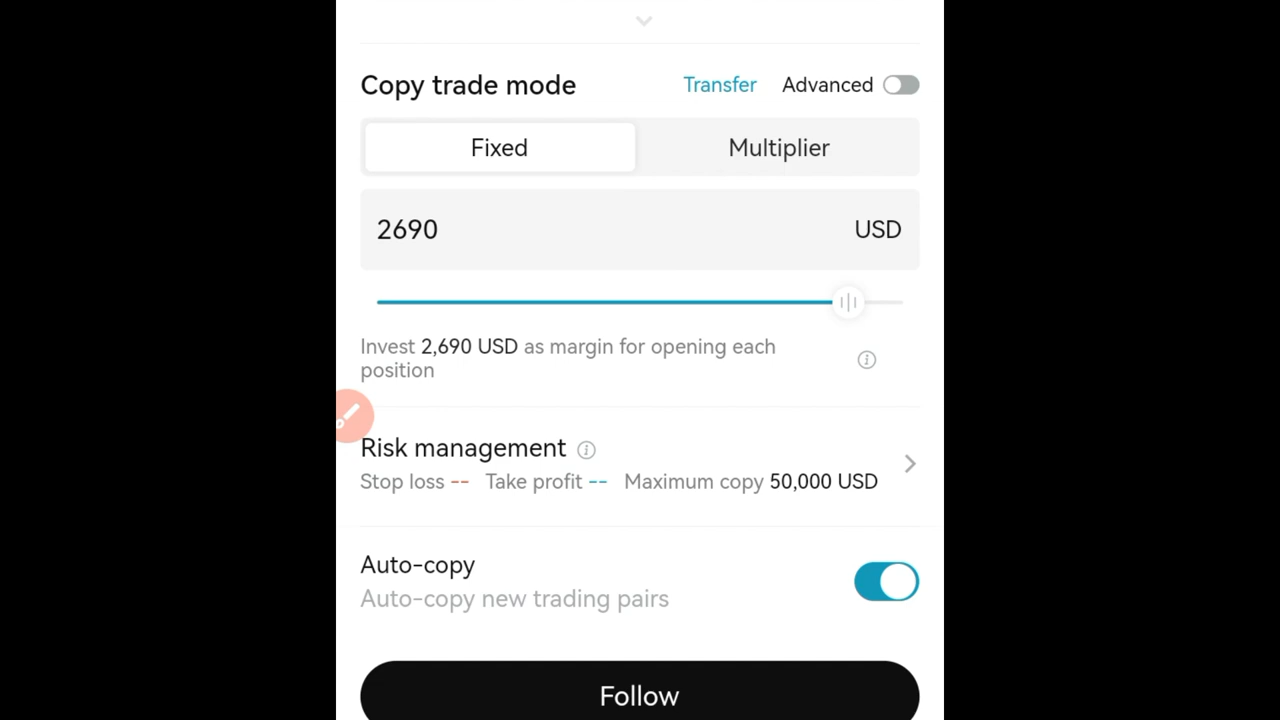 Copy trade mode Transfer Advanced
Fixed Multiplier
2690 USD
Invest 2,690 USD as margin for opening each
position
Risk management
Stop loss -- Take profit -- Maximum copy 50,000 USD
Auto-copy
Auto-copy new trading pairs
Follow